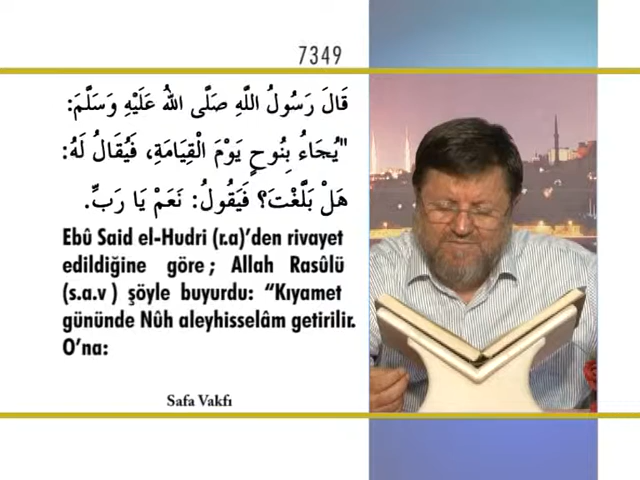 7349
قَالَ رَسُولُ اللَّهِ صَلَّى اللهُ عَلَيْهِ وَسَلَّمَ:
"يُجَاءُ بِنُوحٍ يَوْمَ الْقِيَامَةِ، فَيُقَالُ لَهُ:
هَلْ بَلَّغْتَ؟ فَيَقُولُ: نَعَمْ يَا رَبِّ.
Ebû Said el-Hudri (r.a)’den rivayet
edildiğine göre; Allah Rasûlü
(s.a.v ) şöyle buyurdu: “Kıyamet
gününde Nûh aleyhisselâm getirilir.
O’na:
Safa Vakfı